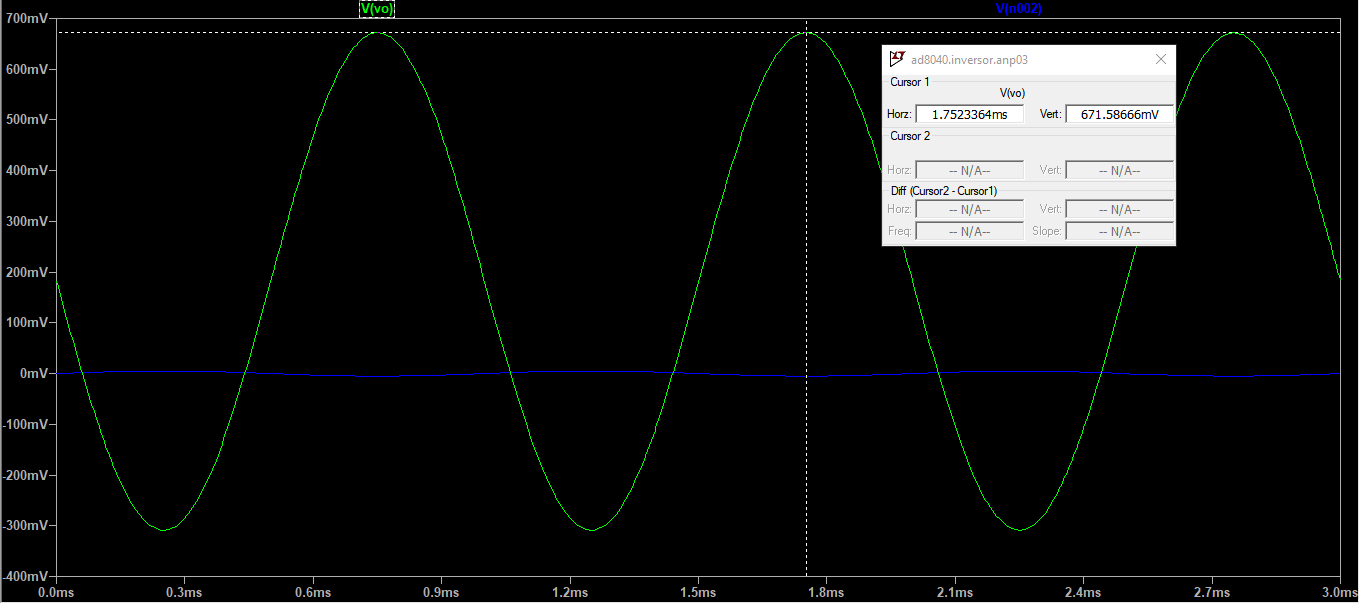 V(vo) V(n002)
700mV
600mV
500mV
400mV
300mV
200mV
100mV
0mV
-100mV
-200mV
-300mV
-400mV
0.0ms 0.3ms 0.6ms 0.9ms 1.2ms 1.5ms 1.8ms 2.1ms 2.4ms 2.7ms 3.0ms
ad8040.inversor.anp03
Cursor 1
V(vo)
Horz: 1.7523364ms Vert: 671.58666mV
Cursor 2
Horz: -- N/A-- Vert: -- N/A--
Diff (Cursor2 - Cursor1)
Horz: -- N/A-- Vert: -- N/A--
Freq: -- N/A-- Slope: -- N/A--